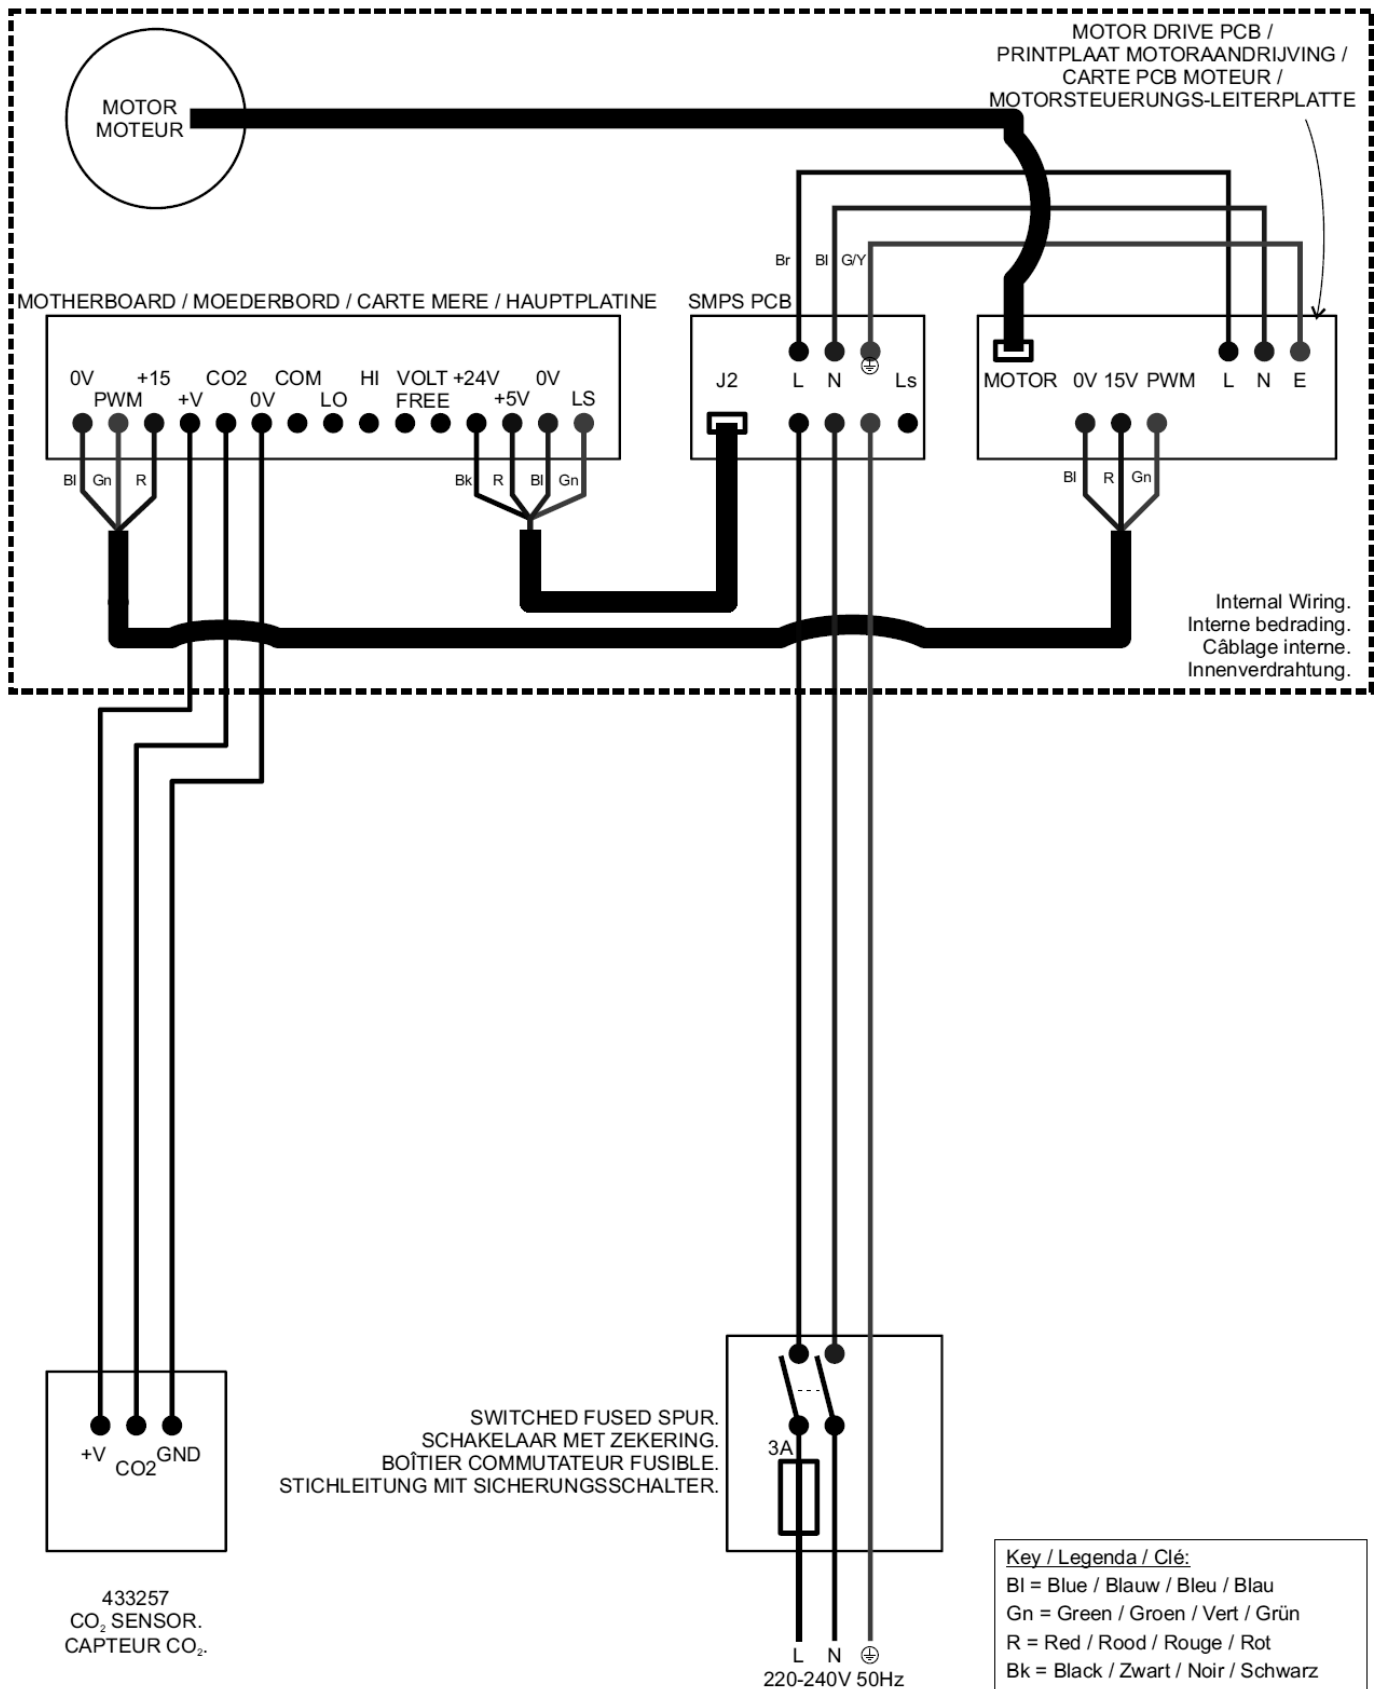 MOTOR DRIVE PCB /
PRINTPLAAT MOTORAANDRIJVING /
CARTE PCB MOTEUR /
MOTORSTEUERUNGS-LEITERPLATTE
MOTOR
MOTEUR
Br Bl G/Y
MOTHERBOARD / MOEDERBORD / CARTE MERE / HAUPTPLATINE
0V +15 CO2 COM HI VOLT +24V 0V
PWM +V 0V LO FREE +5V LS
Bl Gn R Bk R Bl Gn
SMPS PCB
J2 L N Ls
MOTOR 0V 15V PWM L N E
Bl R Gn
Internal Wiring.
Interne bedrading.
Câblage interne.
Innenverdrahtung.
+V CO2 GND
433257
CO₂ SENSOR.
CAPTEUR CO₂.
SWITCHED FUSED SPUR.
SCHAKELAAR MET ZEKERING.
BOÎTIER COMMUTATEUR FUSIBLE.
STICHLEITUNG MIT SICHERUNGSSCHALTER.
3A
L N
220-240V 50Hz
Key / Legenda / Clé:
Bl = Blue / Blauw / Bleu / Blau
Gn = Green / Groen / Vert / Grün
R = Red / Rood / Rouge / Rot
Bk = Black / Zwart / Noir / Schwarz